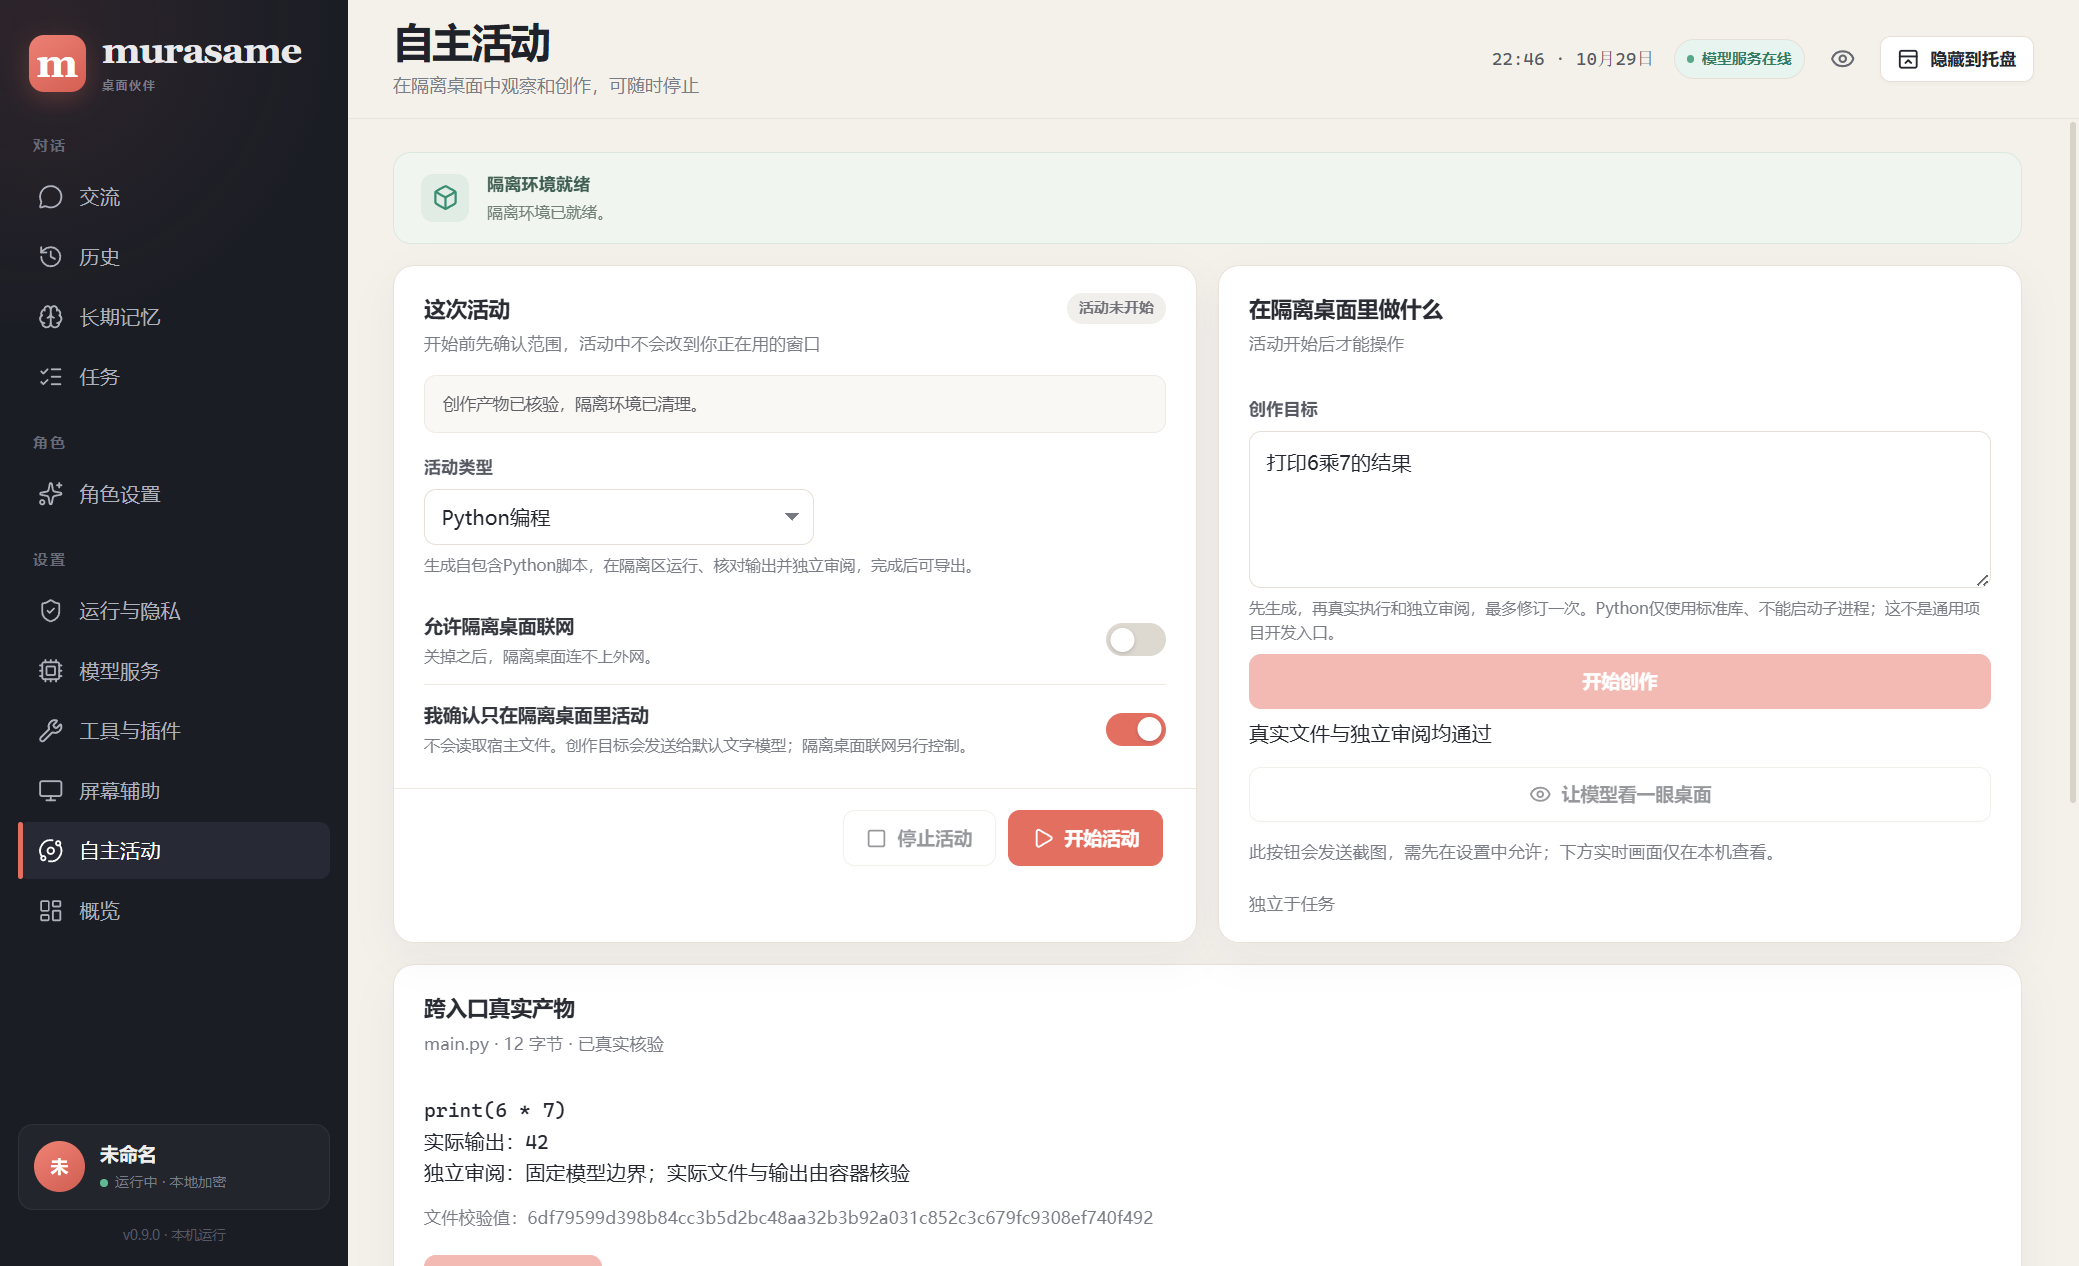 m
murasame
桌面伙伴
对话
交流
历史
长期记忆
任务
角色
角色设置
设置
运行与隐私
模型服务
工具与插件
屏幕辅助
自主活动
概览
未
未命名
运行中 · 本地加密
v0.9.0 · 本机运行
自主活动
在隔离桌面中观察和创作，可随时停止
22:46 · 10月29日
模型服务在线
隐藏到托盘
隔离环境就绪
隔离环境已就绪。
这次活动
活动未开始
开始前先确认范围，活动中不会改到你正在用的窗口
创作产物已核验，隔离环境已清理。
活动类型
Python编程
生成自包含Python脚本，在隔离区运行、核对输出并独立审阅，完成后可导出。
允许隔离桌面联网
关掉之后，隔离桌面连不上外网。
我确认只在隔离桌面里活动
不会读取宿主文件。创作目标会发送给默认文字模型；隔离桌面联网另行控制。
停止活动
开始活动
在隔离桌面里做什么
活动开始后才能操作
创作目标
打印6乘7的结果
先生成，再真实执行和独立审阅，最多修订一次。Python仅使用标准库、不能启动子进程；这不是通用项
目开发入口。
开始创作
真实文件与独立审阅均通过
让模型看一眼桌面
此按钮会发送截图，需先在设置中允许；下方实时画面仅在本机查看。
独立于任务
跨入口真实产物
main.py · 12 字节 · 已真实核验
print(6 * 7)
实际输出：42
独立审阅：固定模型边界；实际文件与输出由容器核验
文件校验值：6df79599d398b84cc3b5d2bc48aa32b3b92a031c852c3c679fc9308ef740f492